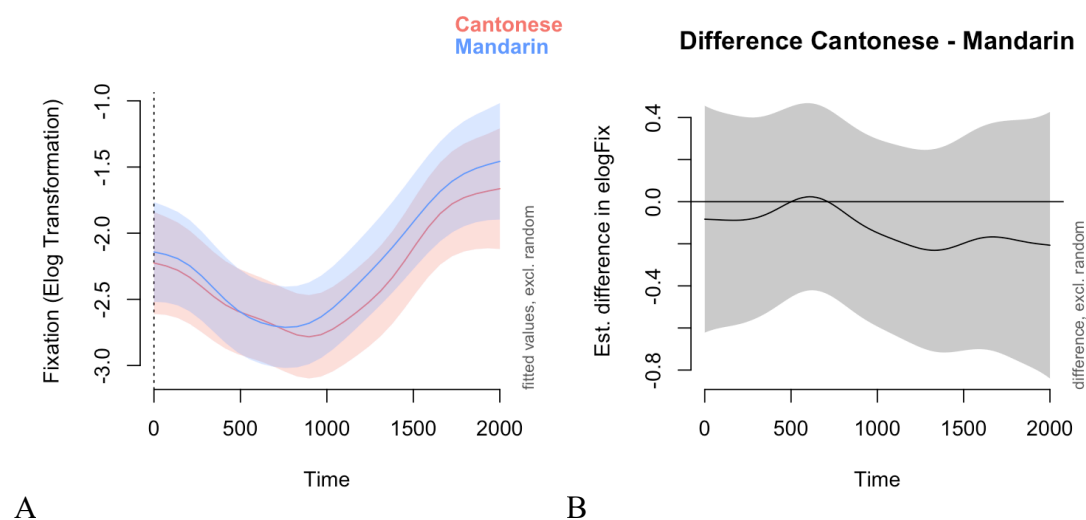 Cantonese
Mandarin
Fixation (Elog Transformation)
-1.0
-1.5
-2.0
-2.5
-3.0
0
500
1000
1500
2000
Time
fitted values, excl. random
A
Difference Cantonese - Mandarin
Est. difference in elogFix
0.4
0.0
-0.4
-0.8
0
500
1000
1500
2000
Time
difference, excl. random
B